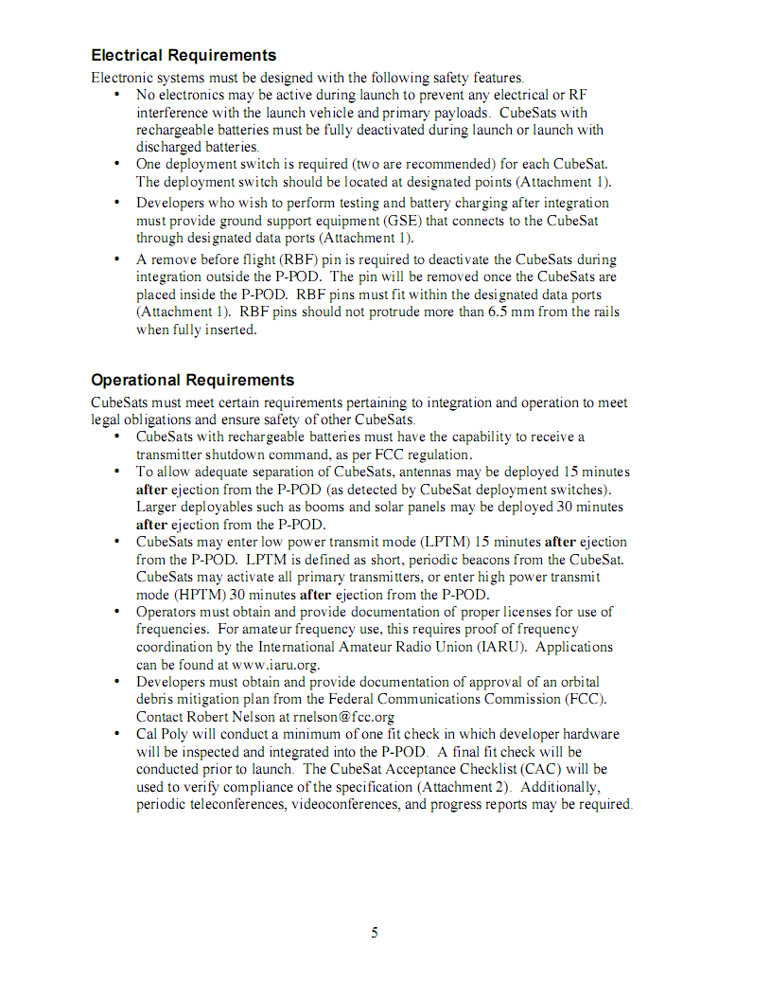 Electrical Requirements
Electronic systems must be designed with the following safety features.
• No electronics may be active during launch to prevent any electrical or RF
interference with the launch vehicle and primary payloads. CubeSats with
rechargeable batteries must be fully deactivated during launch or launch with
discharged batteries.
• One deployment switch is required (two are recommended) for each CubeSat.
The deployment switch should be located at designated points (Attachment 1).
• Developers who wish to perform testing and battery charging after integration
must provide ground support equipment (GSE) that connects to the CubeSat
through designated data ports (Attachment 1).
• A remove before flight (RBF) pin is required to deactivate the CubeSats during
integration outside the P-POD. The pin will be removed once the CubeSats are
placed inside the P-POD. RBF pins must fit within the designated data ports
(Attachment 1). RBF pins should not protrude more than 6.5 mm from the rails
when fully inserted.
Operational Requirements
CubeSats must meet certain requirements pertaining to integration and operation to meet
legal obligations and ensure safety of other CubeSats.
• CubeSats with rechargeable batteries must have the capability to receive a
transmitter shutdown command, as per FCC regulation.
• To allow adequate separation of CubeSats, antennas may be deployed 15 minutes
after ejection from the P-POD (as detected by CubeSat deployment switches).
Larger deployables such as booms and solar panels may be deployed 30 minutes
after ejection from the P-POD.
• CubeSats may enter low power transmit mode (LPTM) 15 minutes after ejection
from the P-POD. LPTM is defined as short, periodic beacons from the CubeSat.
CubeSats may activate all primary transmitters, or enter high power transmit
mode (HPTM) 30 minutes after ejection from the P-POD.
• Operators must obtain and provide documentation of proper licenses for use of
frequencies. For amateur frequency use, this requires proof of frequency
coordination by the International Amateur Radio Union (IARU). Applications
can be found at www.iaru.org.
• Developers must obtain and provide documentation of approval of an orbital
debris mitigation plan from the Federal Communications Commission (FCC).
Contact Robert Nelson at rnelson@fcc.org
• Cal Poly will conduct a minimum of one fit check in which developer hardware
will be inspected and integrated into the P-POD. A final fit check will be
conducted prior to launch. The CubeSat Acceptance Checklist (CAC) will be
used to verify compliance of the specification (Attachment 2). Additionally,
periodic teleconferences, videoconferences, and progress reports may be required.
5